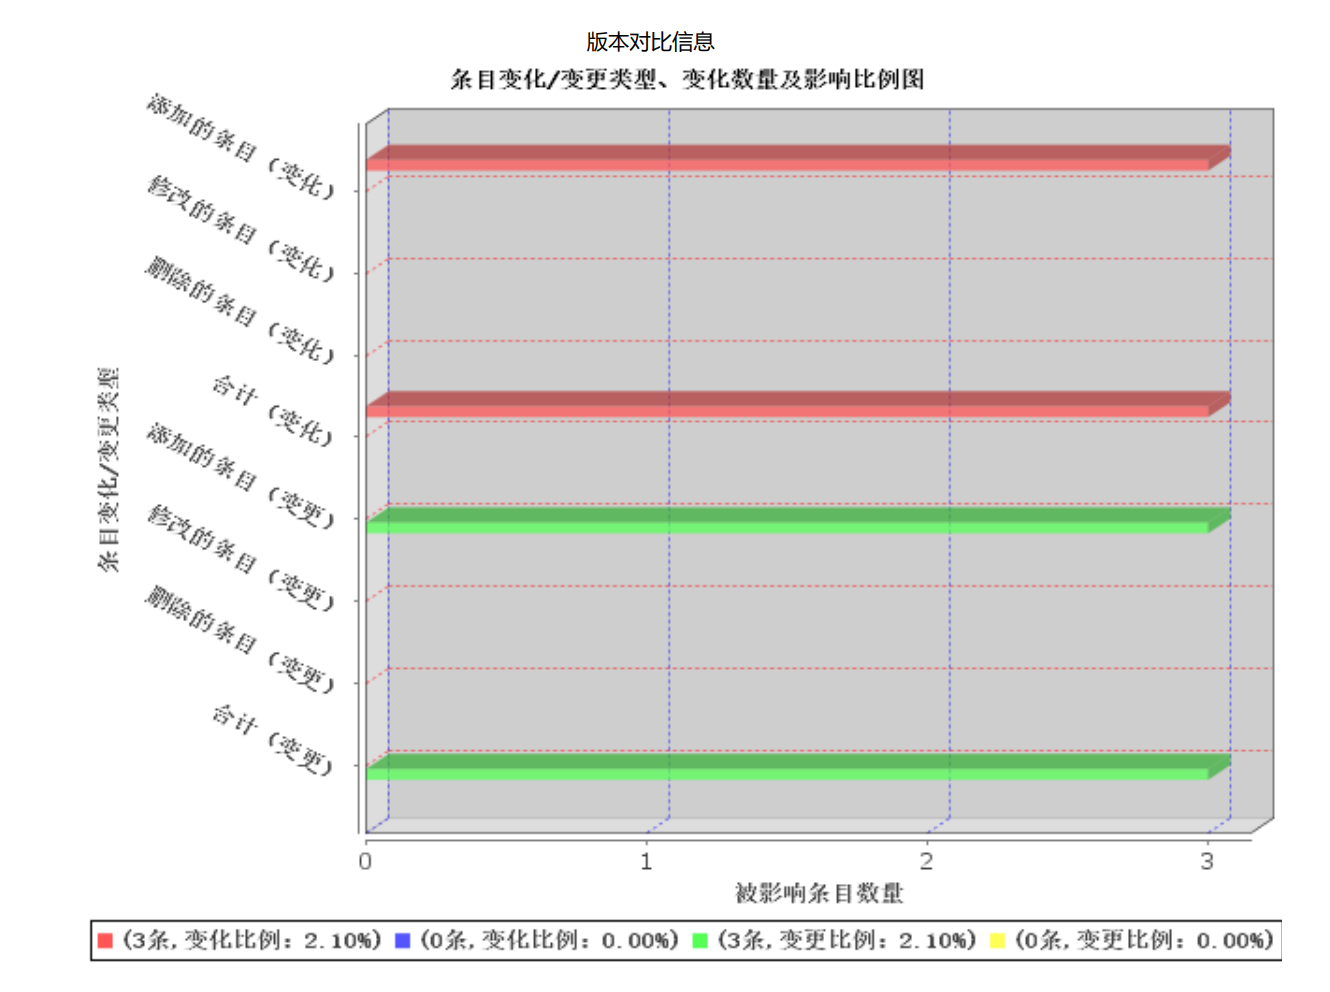 版本对比信息
条目变化/变更类型、变化数量及影响比例图
添加的条目（变化）
修改的条目（变化）
删除的条目（变化）
合计（变化）
添加的条目（变更）
修改的条目（变更）
删除的条目（变更）
合计（变更）
条目变化/变更类型
0 1 2 3
被影响条目数量
(3条,变化比例：2.10%) (0条,变化比例：0.00%) (3条,变更比例：2.10%) (0条,变更比例：0.00%)